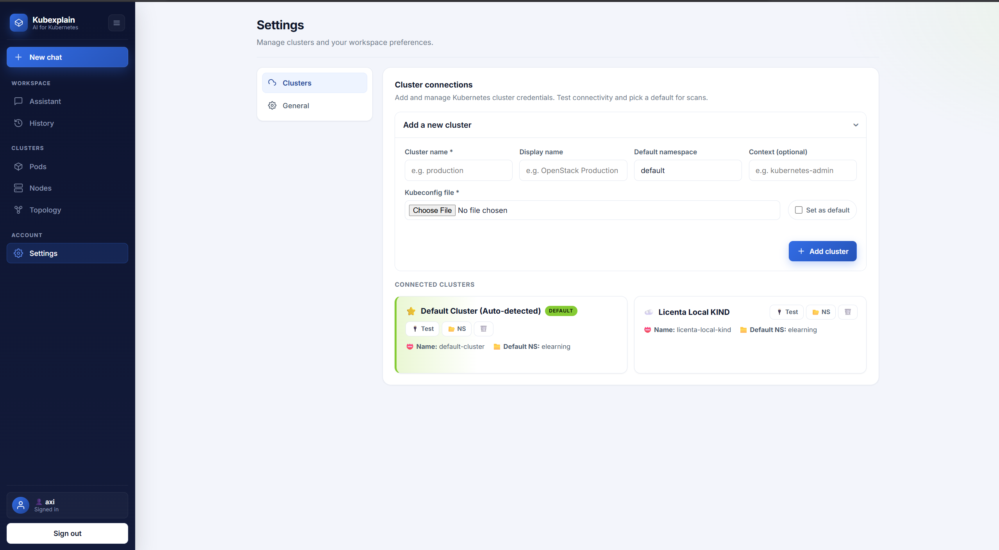 Kubexplain
AI for Kubernetes
New chat
WORKSPACE
Assistant
History
CLUSTERS
Pods
Nodes
Topology
ACCOUNT
Settings
axi
Signed in
Sign out
Settings
Manage clusters and your workspace preferences.
Clusters
General
Cluster connections
Add and manage Kubernetes cluster credentials. Test connectivity and pick a default for scans.
Add a new cluster
Cluster name * Display name Default namespace Context (optional)
e.g. production e.g. OpenStack Production default e.g. kubernetes-admin
Kubeconfig file *
Choose File No file chosen Set as default
Add cluster
CONNECTED CLUSTERS
Default Cluster (Auto-detected) DEFAULT
Test NS
Name: default-cluster Default NS: elearning
Licenta Local KIND Test NS
Name: licenta-local-kind Default NS: elearning